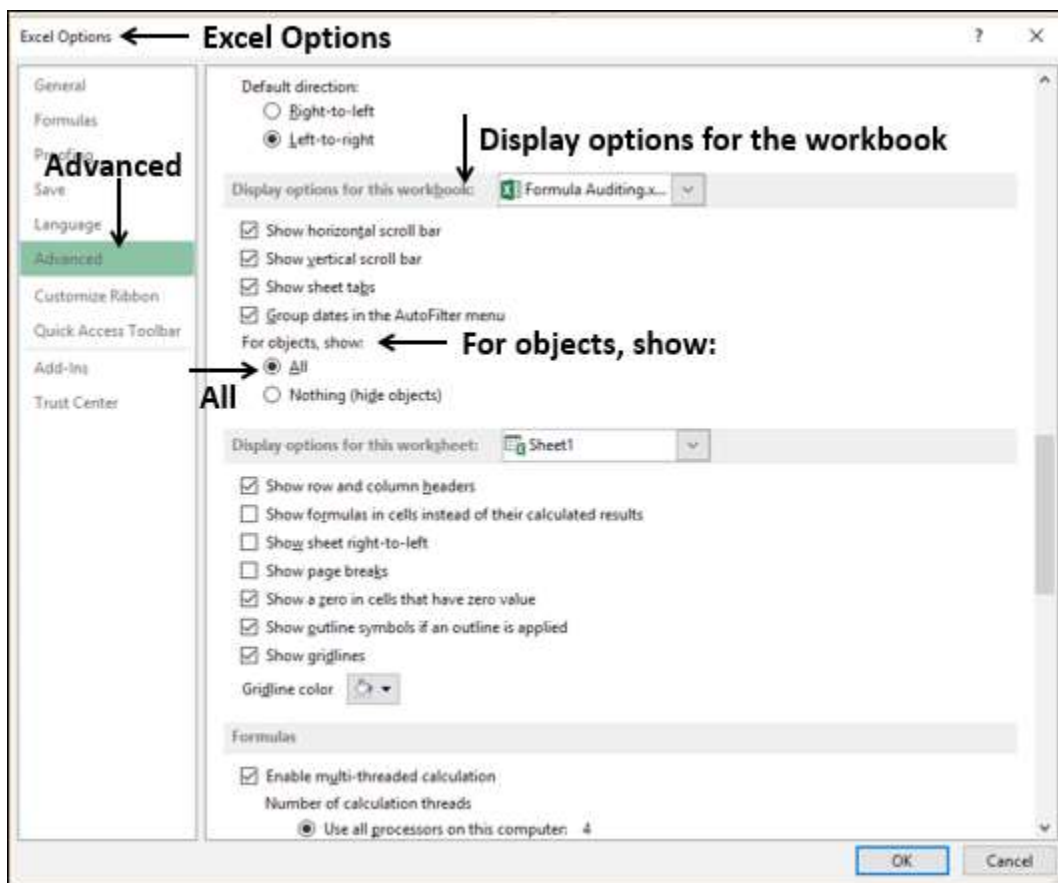 Excel Options
Excel Options
?
General
Formulas
Proofing
Save
Language
Advanced
Customize Ribbon
Quick Access Toolbar
Add-Ins
Trust Center
Advanced
Default direction:
Right-to-left
Left-to-right
Display options for the workbook
Display options for this workbook: Formula Auditing.x...
Show horizontal scroll bar
Show vertical scroll bar
Show sheet tabs
Group dates in the AutoFilter menu
For objects, show: For objects, show:
All
All
Nothing (hide objects)
Display options for this worksheet: Sheet1
Show row and column headers
Show formulas in cells instead of their calculated results
Show sheet right-to-left
Show page breaks
Show a zero in cells that have zero value
Show outline symbols if an outline is applied
Show gridlines
Gridline color
Formulas
Enable multi-threaded calculation
Number of calculation threads
Use all processors on this computer: 4
OK Cancel